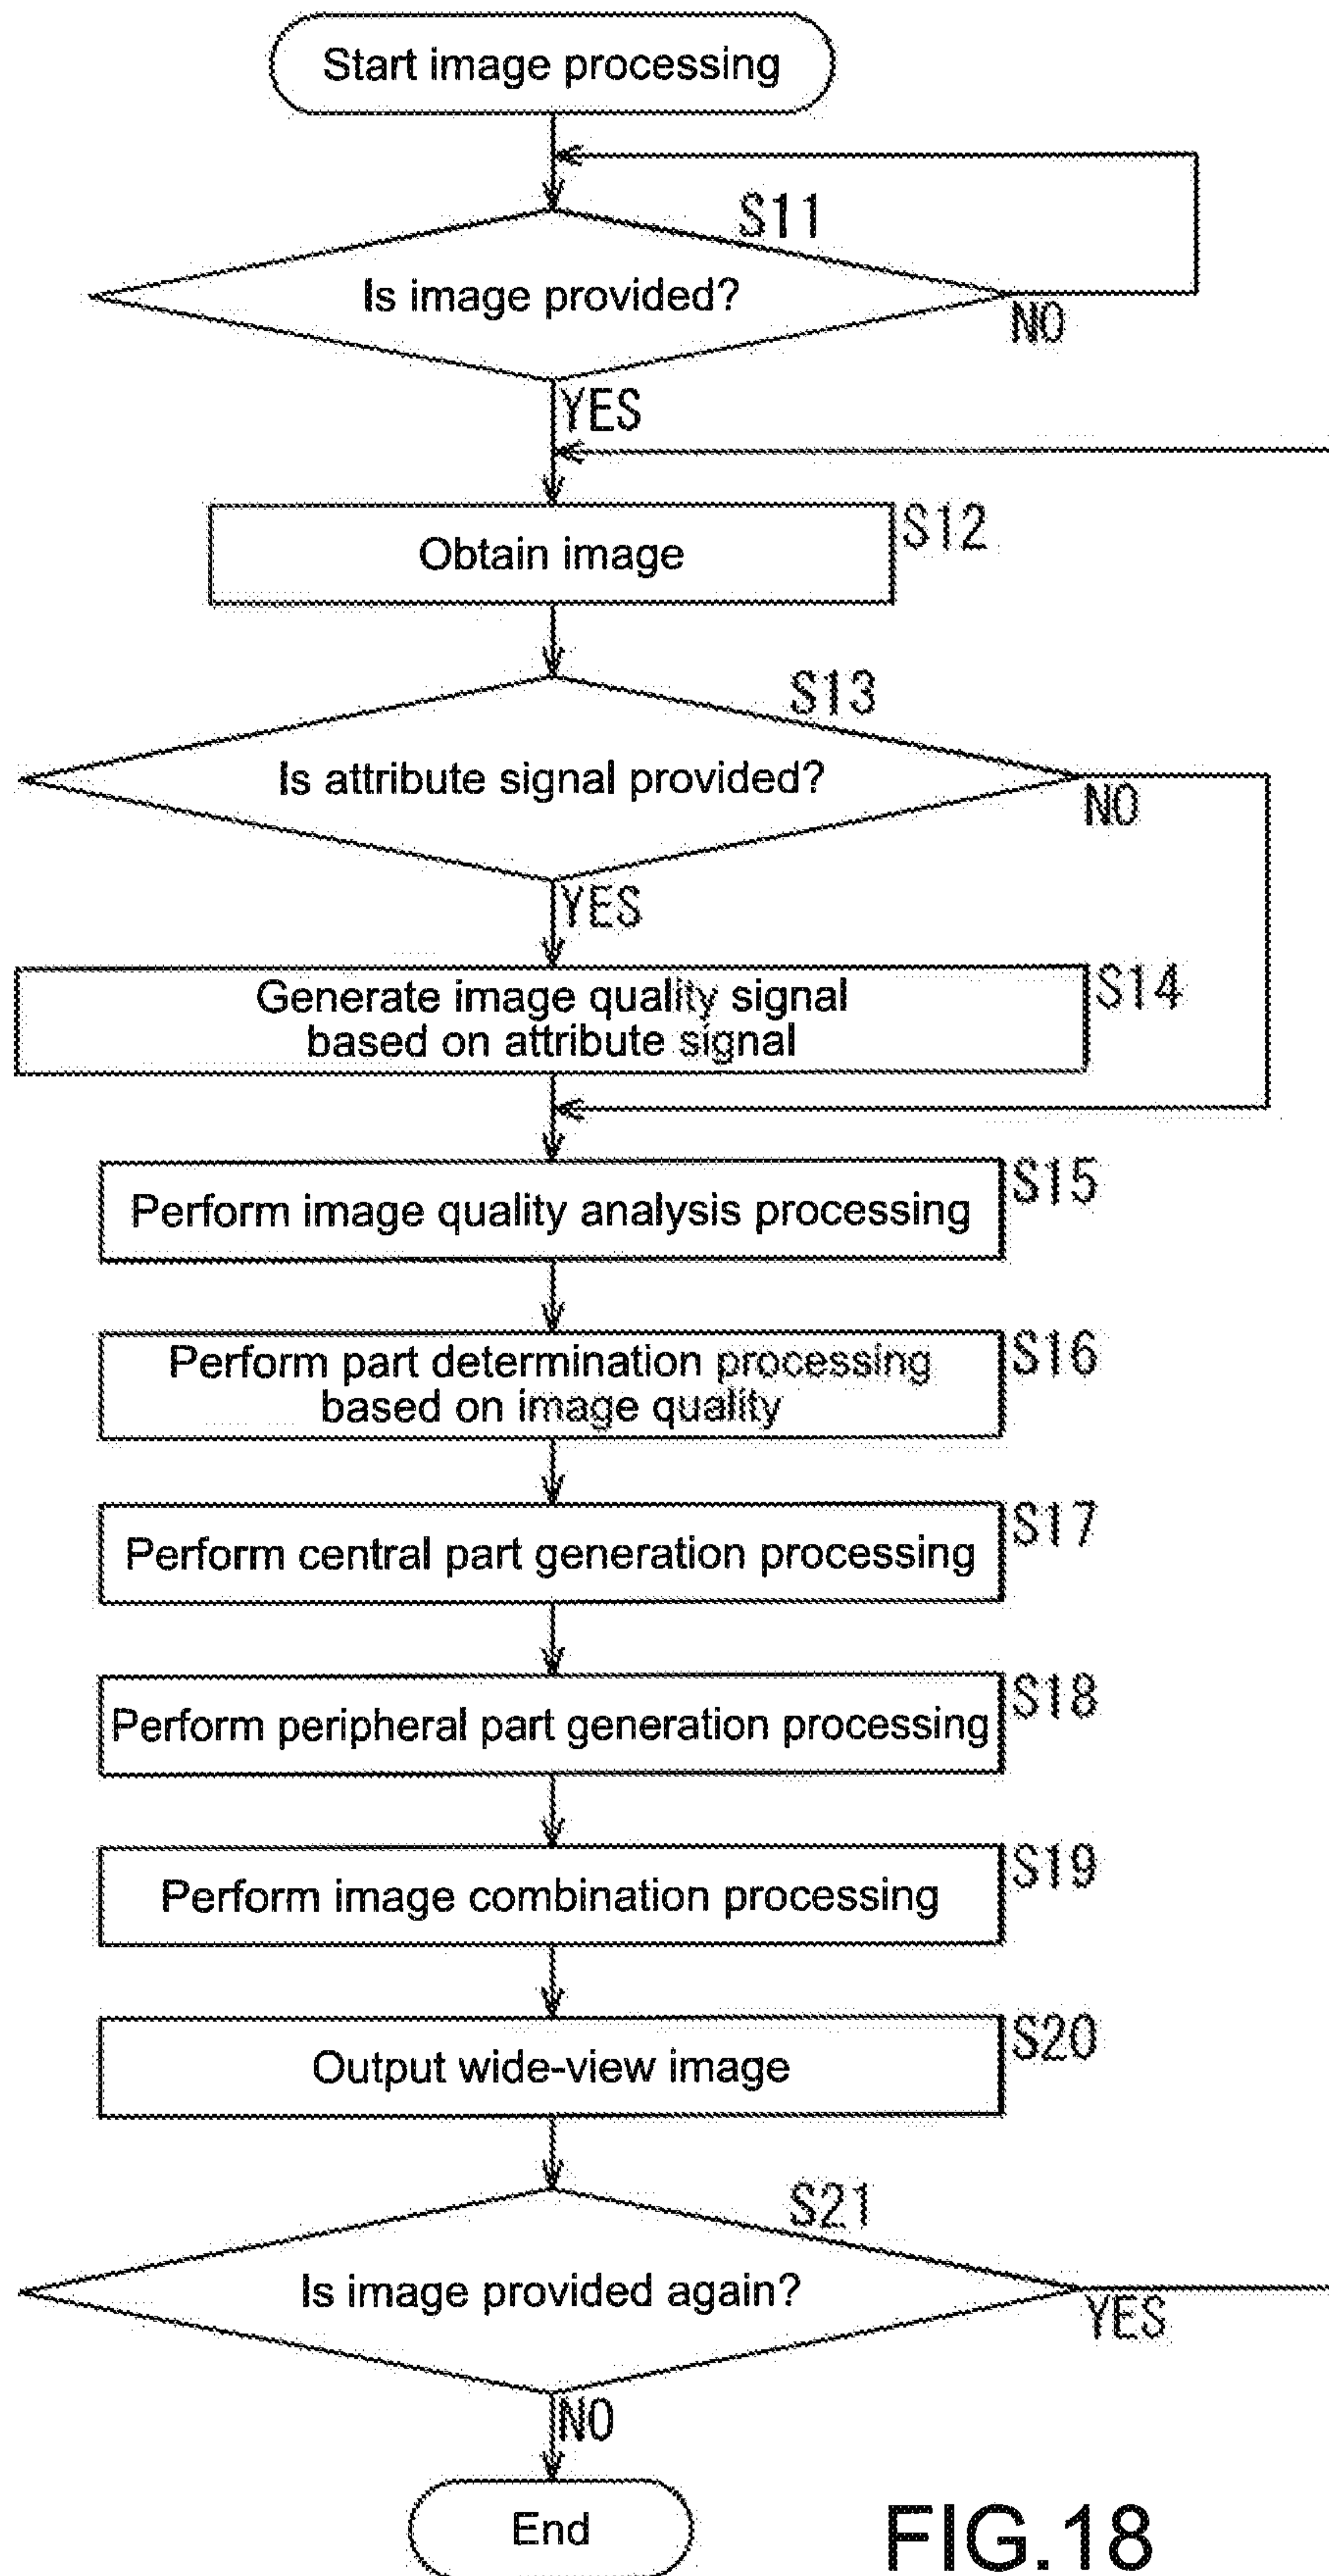 Start image processing
S11
Is image provided?
NO
YES
S12
Obtain image
S13
Is attribute signal provided?
NO
YES
S14
Generate image quality signal
based on attribute signal
S15
Perform image quality analysis processing
S16
Perform part determination processing
based on image quality
S17
Perform central part generation processing
S18
Perform peripheral part generation processing
S19
Perform image combination processing
S20
Output wide-view image
S21
Is image provided again?
YES
NO
End
FIG.18